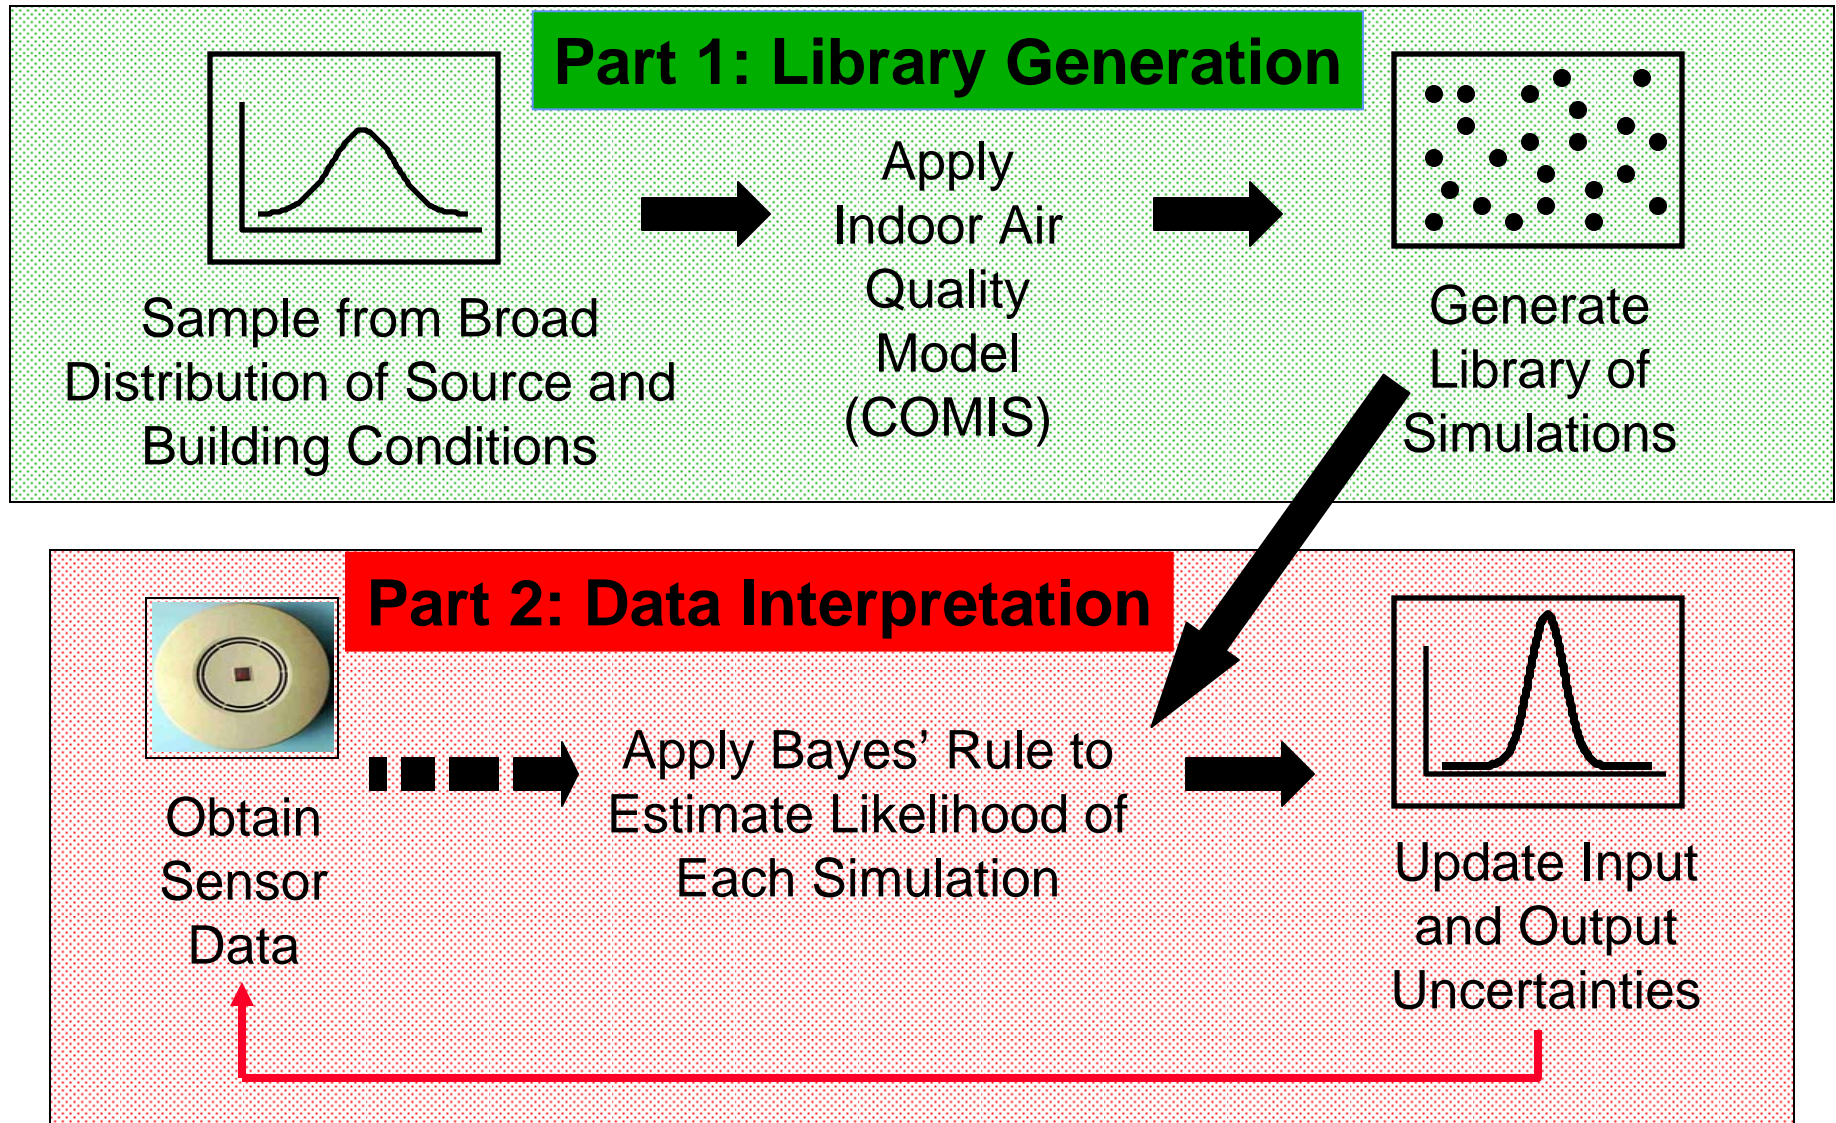 Part 1: Library Generation
Sample from Broad
Distribution of Source and
Building Conditions
Apply
Indoor Air
Quality
Model
(COMIS)
Generate
Library of
Simulations
Part 2: Data Interpretation
Obtain
Sensor
Data
Apply Bayes’ Rule to
Estimate Likelihood of
Each Simulation
Update Input
and Output
Uncertainties